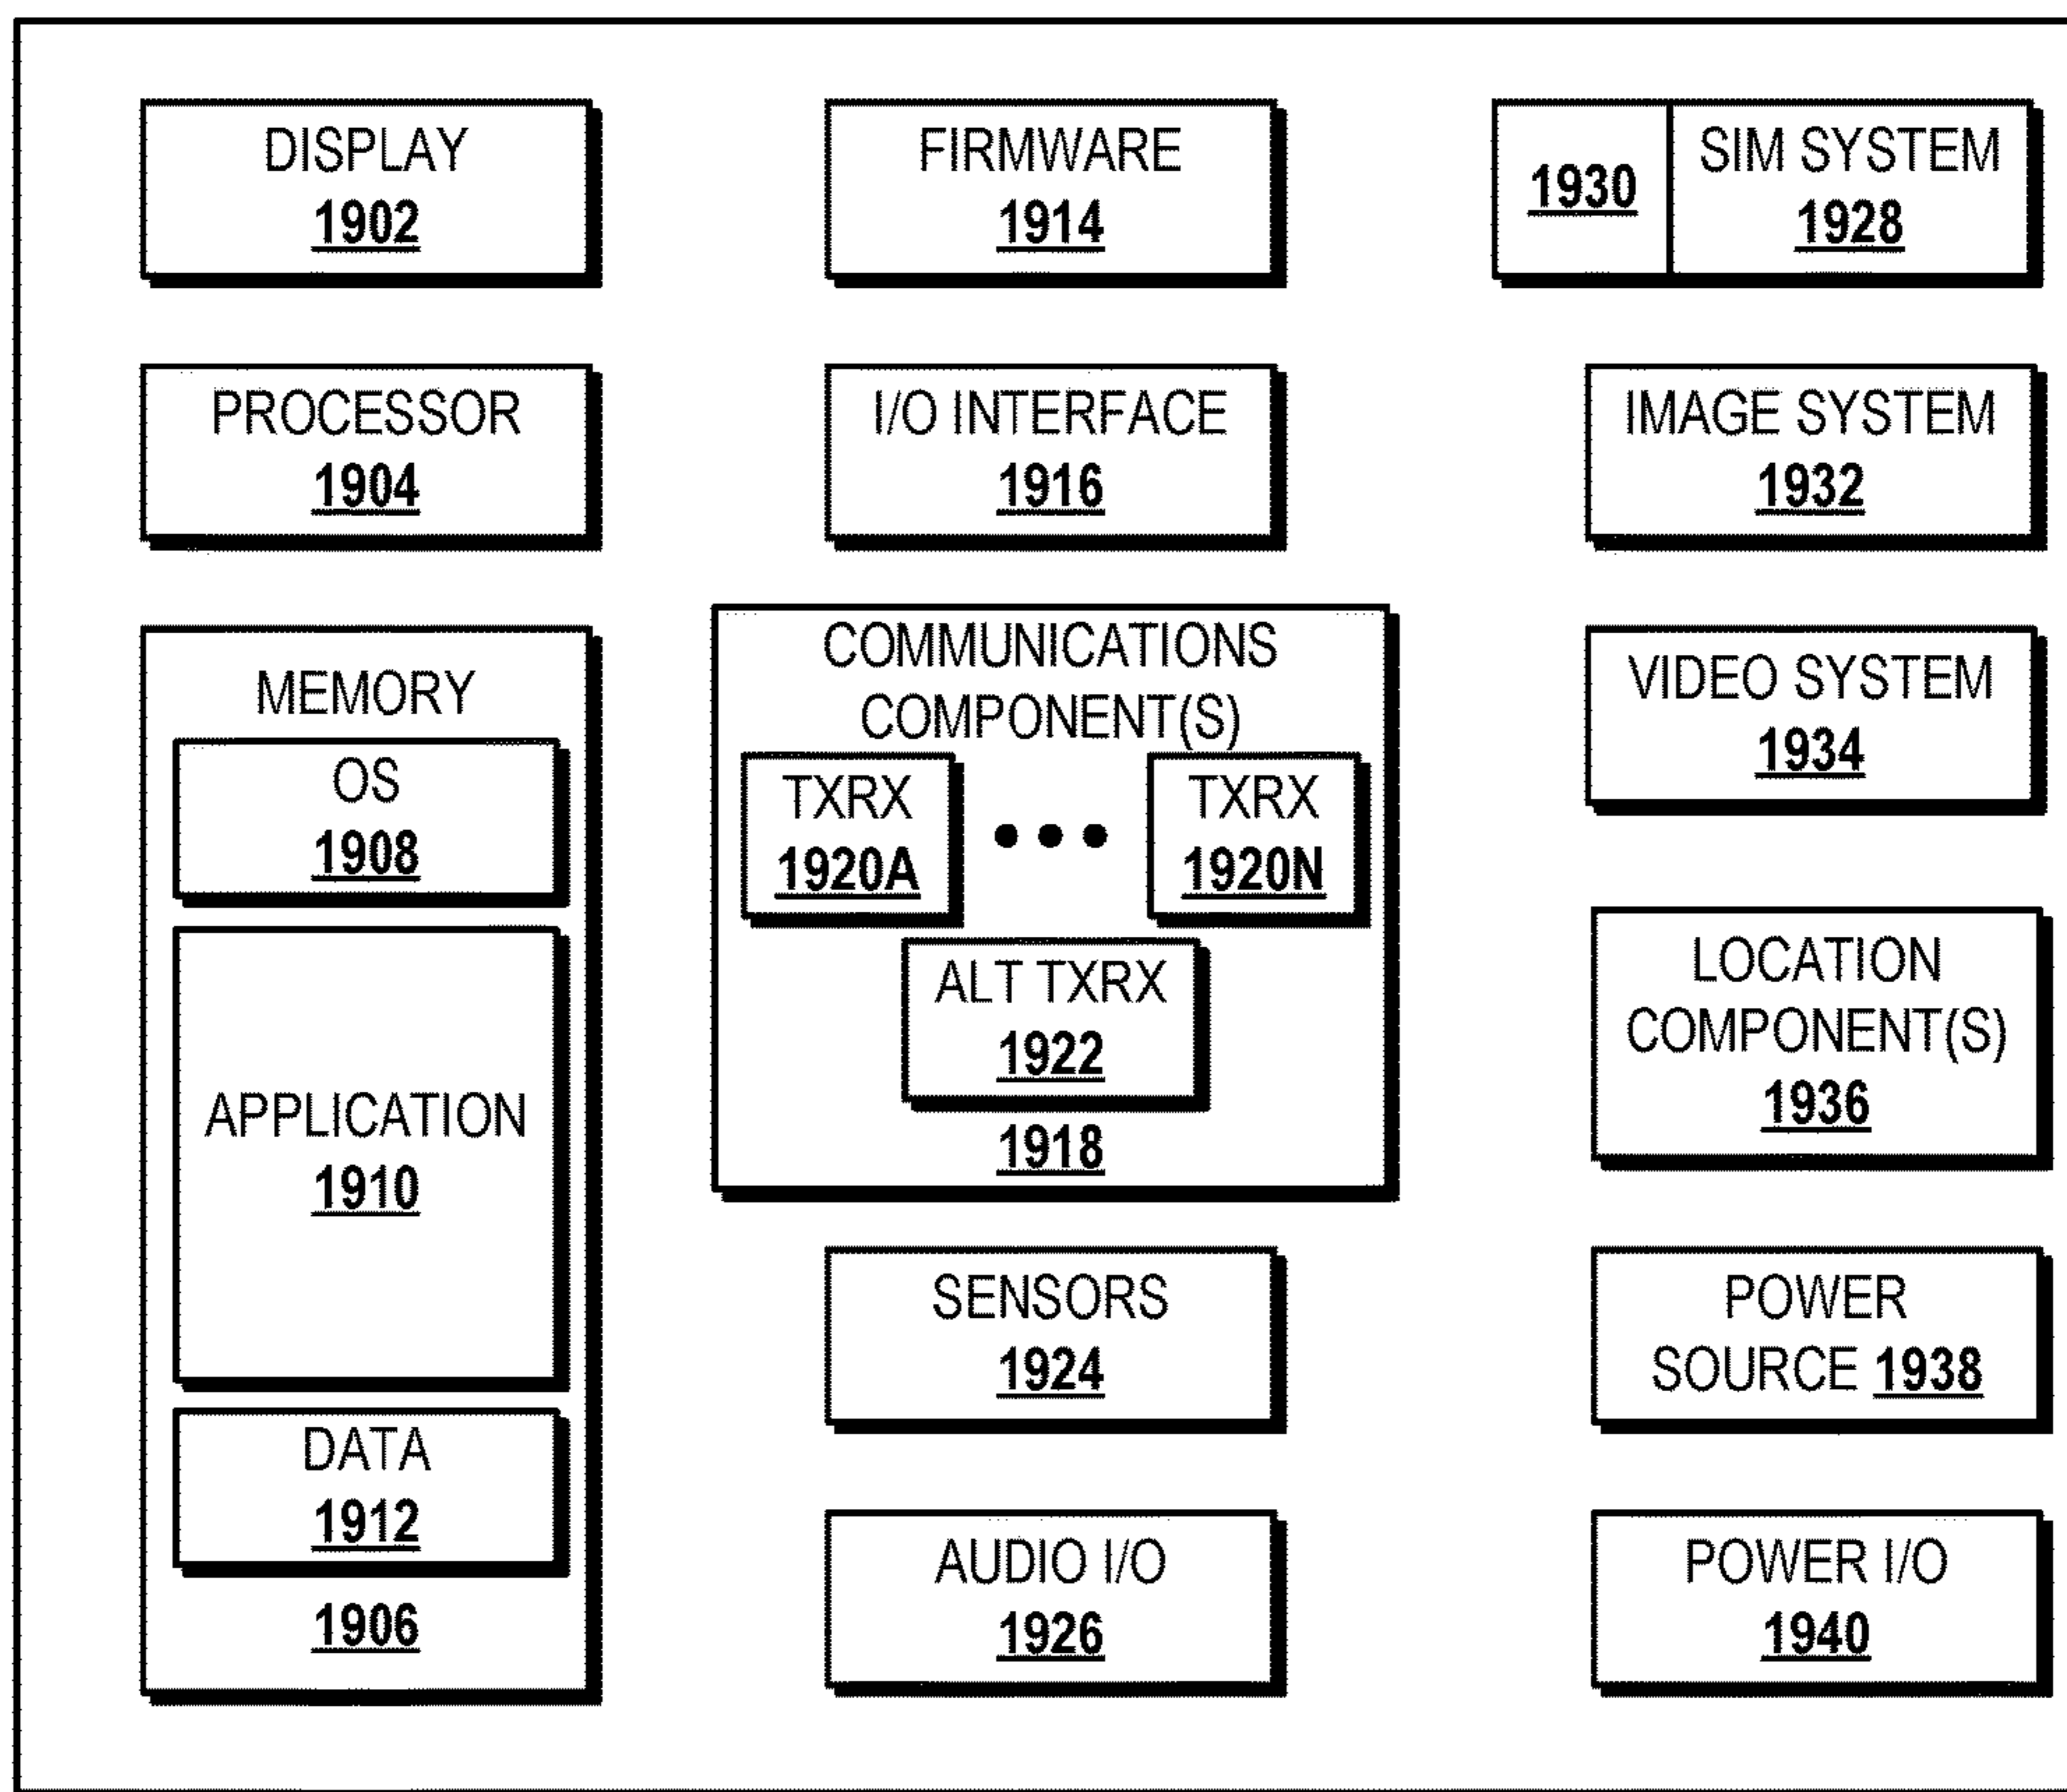 DISPLAY
1902
PROCESSOR
1904
MEMORY
OS
1908
APPLICATION
1910
DATA
1912
1906
FIRMWARE
1914
I/O INTERFACE
1916
COMMUNICATIONS
COMPONENT(S)
TXRX
1920A
TXRX
1920N
ALT TXRX
1922
1918
SENSORS
1924
AUDIO I/O
1926
1930
SIM SYSTEM
1928
IMAGE SYSTEM
1932
VIDEO SYSTEM
1934
LOCATION
COMPONENT(S)
1936
POWER
SOURCE 1938
POWER I/O
1940